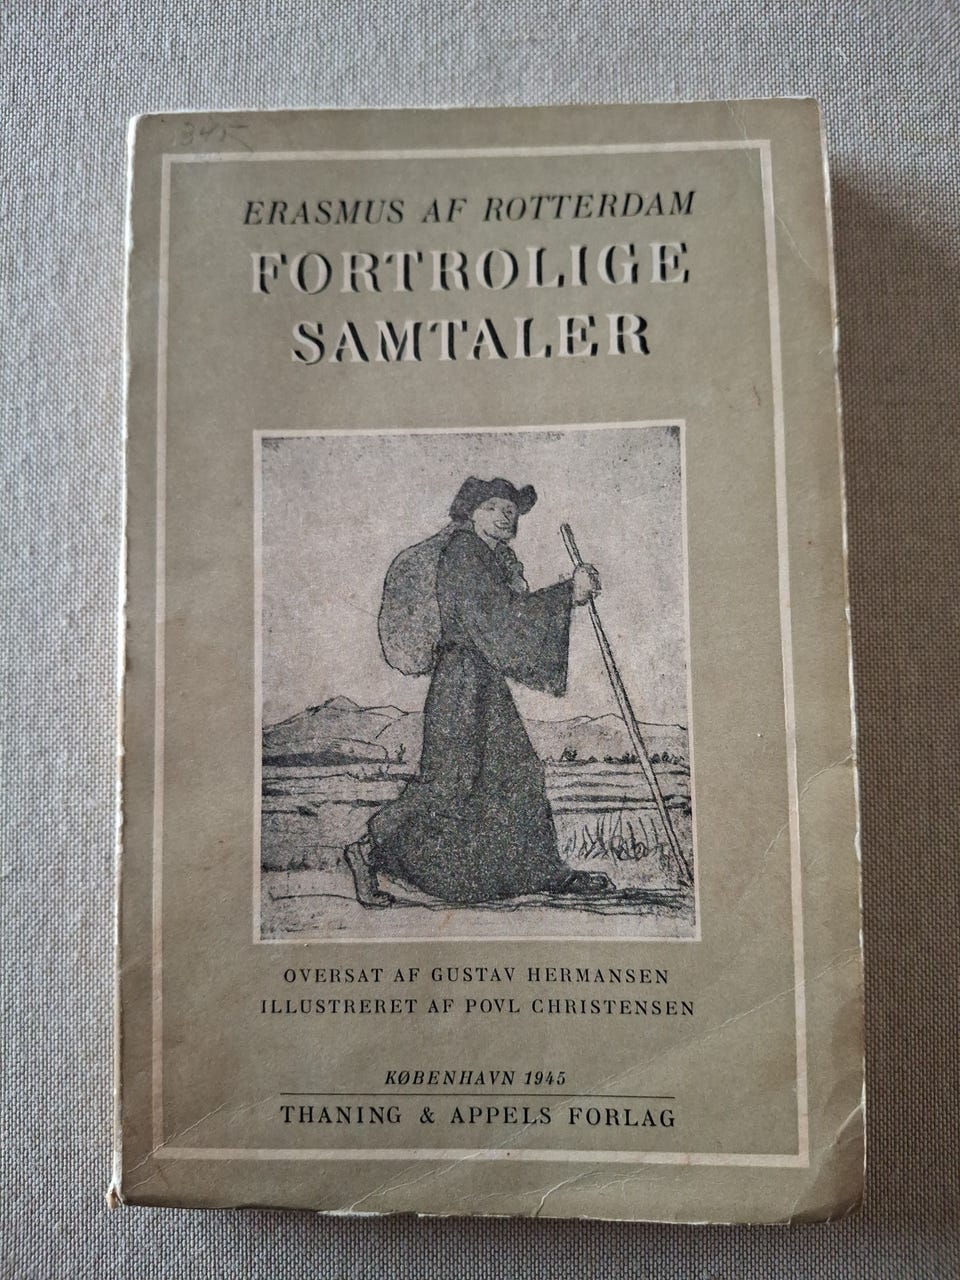 ERASMUS AF ROTTERDAM
FORTROLIGE
SAMTALER
OVERSAT AF GUSTAV HERMANSEN
ILLUSTRERET AF POVL CHRISTENSEN
KØBENHAVN 1945
THANING & APPELS FORLAG